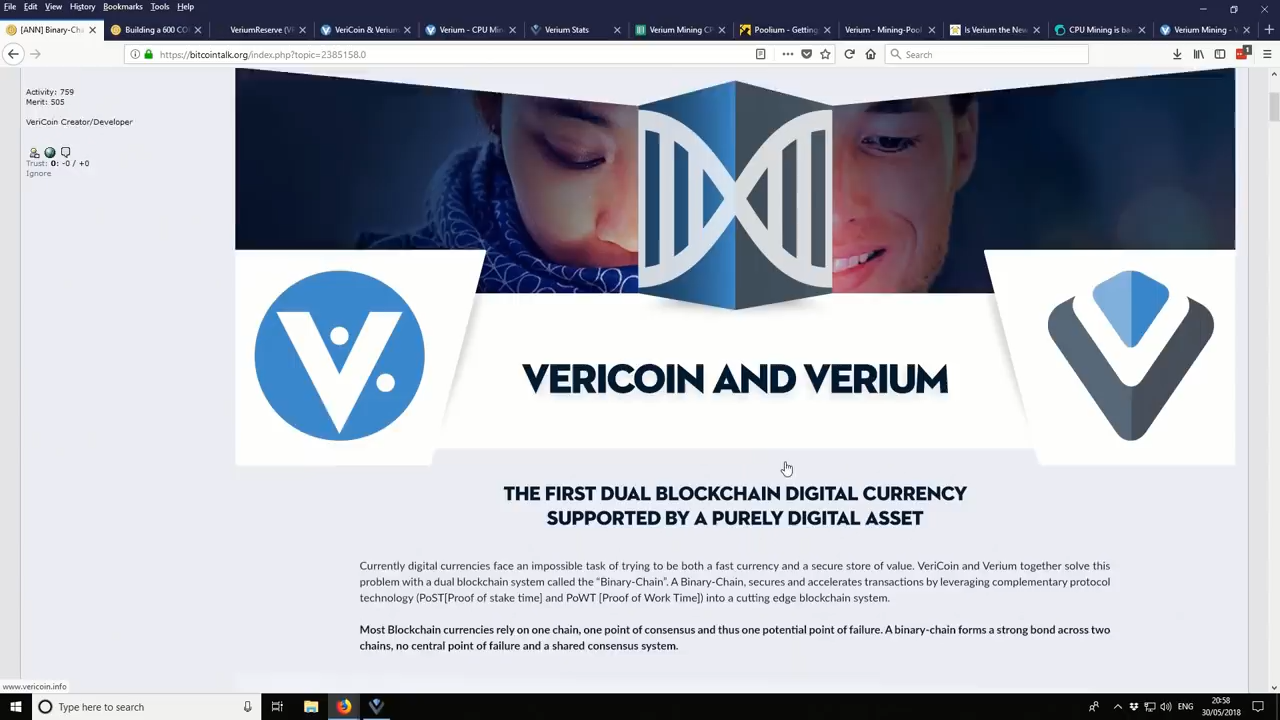 File Edit View History Bookmarks Tools Help
[ANN] Binary-Cha
Building a 600 CO
VeriumReserve (V
VeriCoin & Verium
Verium - CPU Min
Verium Stats
Verium Mining CP
Poolium - Getting
Verium - Mining-Pool
Is Verium the New
CPU Mining is bac
Verium Mining - V
https://bitcointalk.org/index.php?topic=2385158.0
Search
1
Activity: 759
Merit: 505
VeriCoin Creator/Developer
Trust: 0: -0 / +0
Ignore
VERICOIN AND VERIUM
THE FIRST DUAL BLOCKCHAIN DIGITAL CURRENCY
SUPPORTED BY A PURELY DIGITAL ASSET
Currently digital currencies face an impossible task of trying to be both a fast currency and a secure store of value. VeriCoin and Verium together solve this
problem with a dual blockchain system called the “Binary-Chain”. A Binary-Chain, secures and accelerates transactions by leveraging complementary protocol
technology (PoST[Proof of stake time] and PoWT [Proof of Work Time]) into a cutting edge blockchain system.
Most Blockchain currencies rely on one chain, one point of consensus and thus one potential point of failure. A binary-chain forms a strong bond across two
chains, no central point of failure and a shared consensus system.
www.vericoin.info
Type here to search
ENG
20:58
30/05/2018